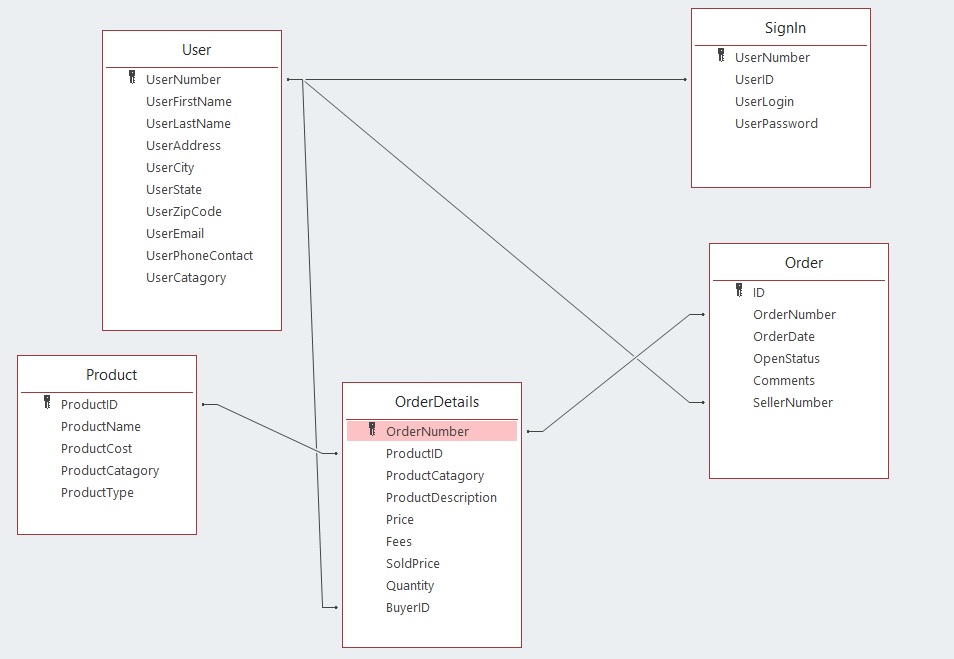 User
UserNumber
UserFirstName
UserLastName
UserAddress
UserCity
UserState
UserZipCode
UserEmail
UserPhoneContact
UserCatagory
SignIn
UserNumber
UserID
UserLogin
UserPassword
Order
ID
OrderNumber
OrderDate
OpenStatus
Comments
SellerNumber
Product
ProductID
ProductName
ProductCost
ProductCatagory
ProductType
OrderDetails
OrderNumber
ProductID
ProductCatagory
ProductDescription
Price
Fees
SoldPrice
Quantity
BuyerID